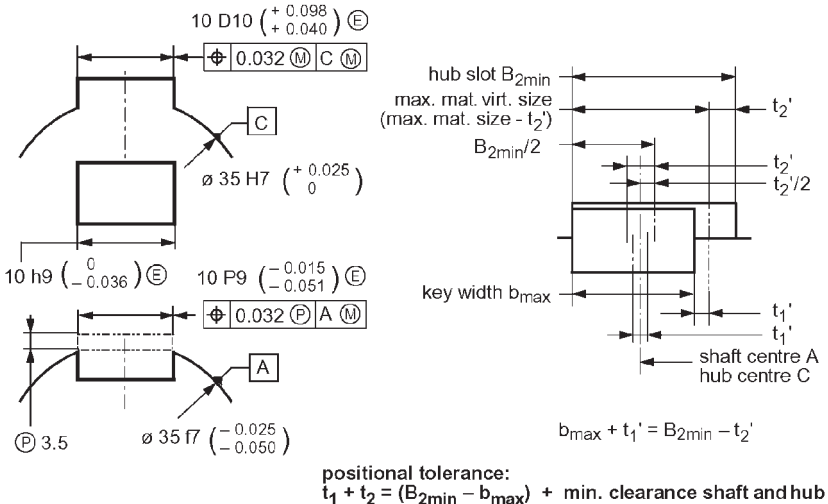 10 D10 ( + 0.098 + 0.040 ) Ⓔ
⌖ 0.032 Ⓜ C Ⓜ
C
ø 35 H7 ( + 0.025 0 )
10 h9 ( 0 − 0.036 ) Ⓔ
10 P9 ( − 0.015 − 0.051 ) Ⓔ
⌖ 0.032 Ⓟ A Ⓜ
A
Ⓟ 3.5
ø 35 f7 ( − 0.025 − 0.050 )
hub slot B2min
max. mat. virt. size
(max. mat. size - t2')
t2'
B2min/2
t2'
t2'/2
key width bmax
t1'
t1'
shaft centre A
hub centre C
bmax + t1' = B2min − t2'
positional tolerance:
t1 + t2 = (B2min − bmax) + min. clearance shaft and hub